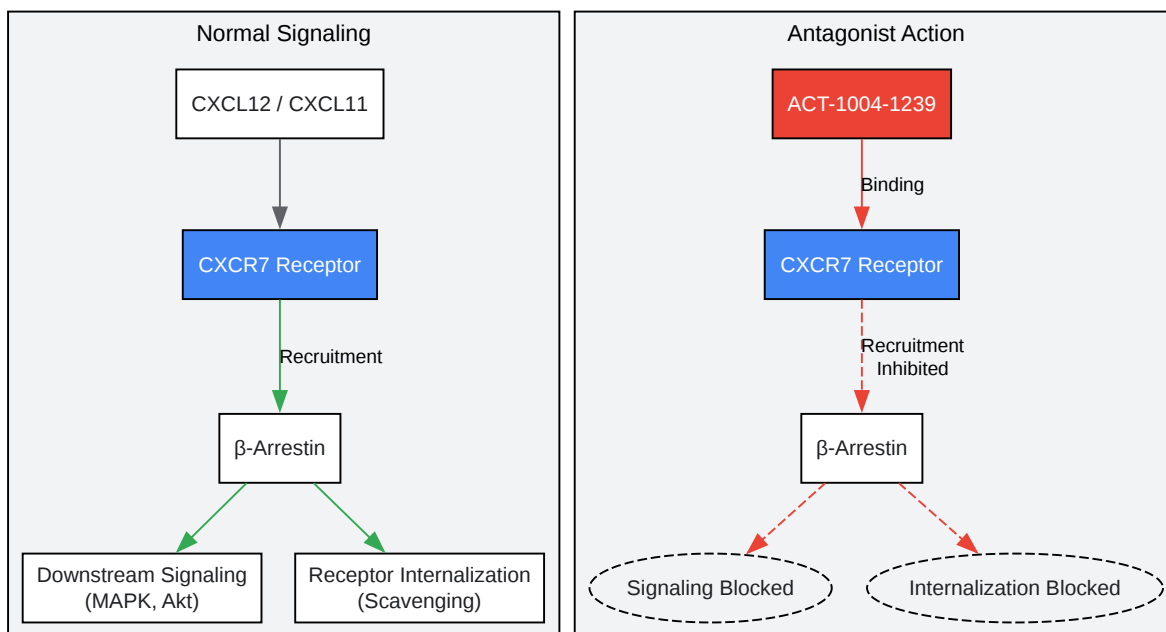 Normal Signaling
CXCL12 / CXCL11
CXCR7 Receptor
Recruitment
β-Arrestin
Downstream Signaling
(MAPK, Akt)
Receptor Internalization
(Scavenging)
Antagonist Action
ACT-1004-1239
Binding
CXCR7 Receptor
Recruitment
Inhibited
β-Arrestin
Signaling Blocked
Internalization Blocked